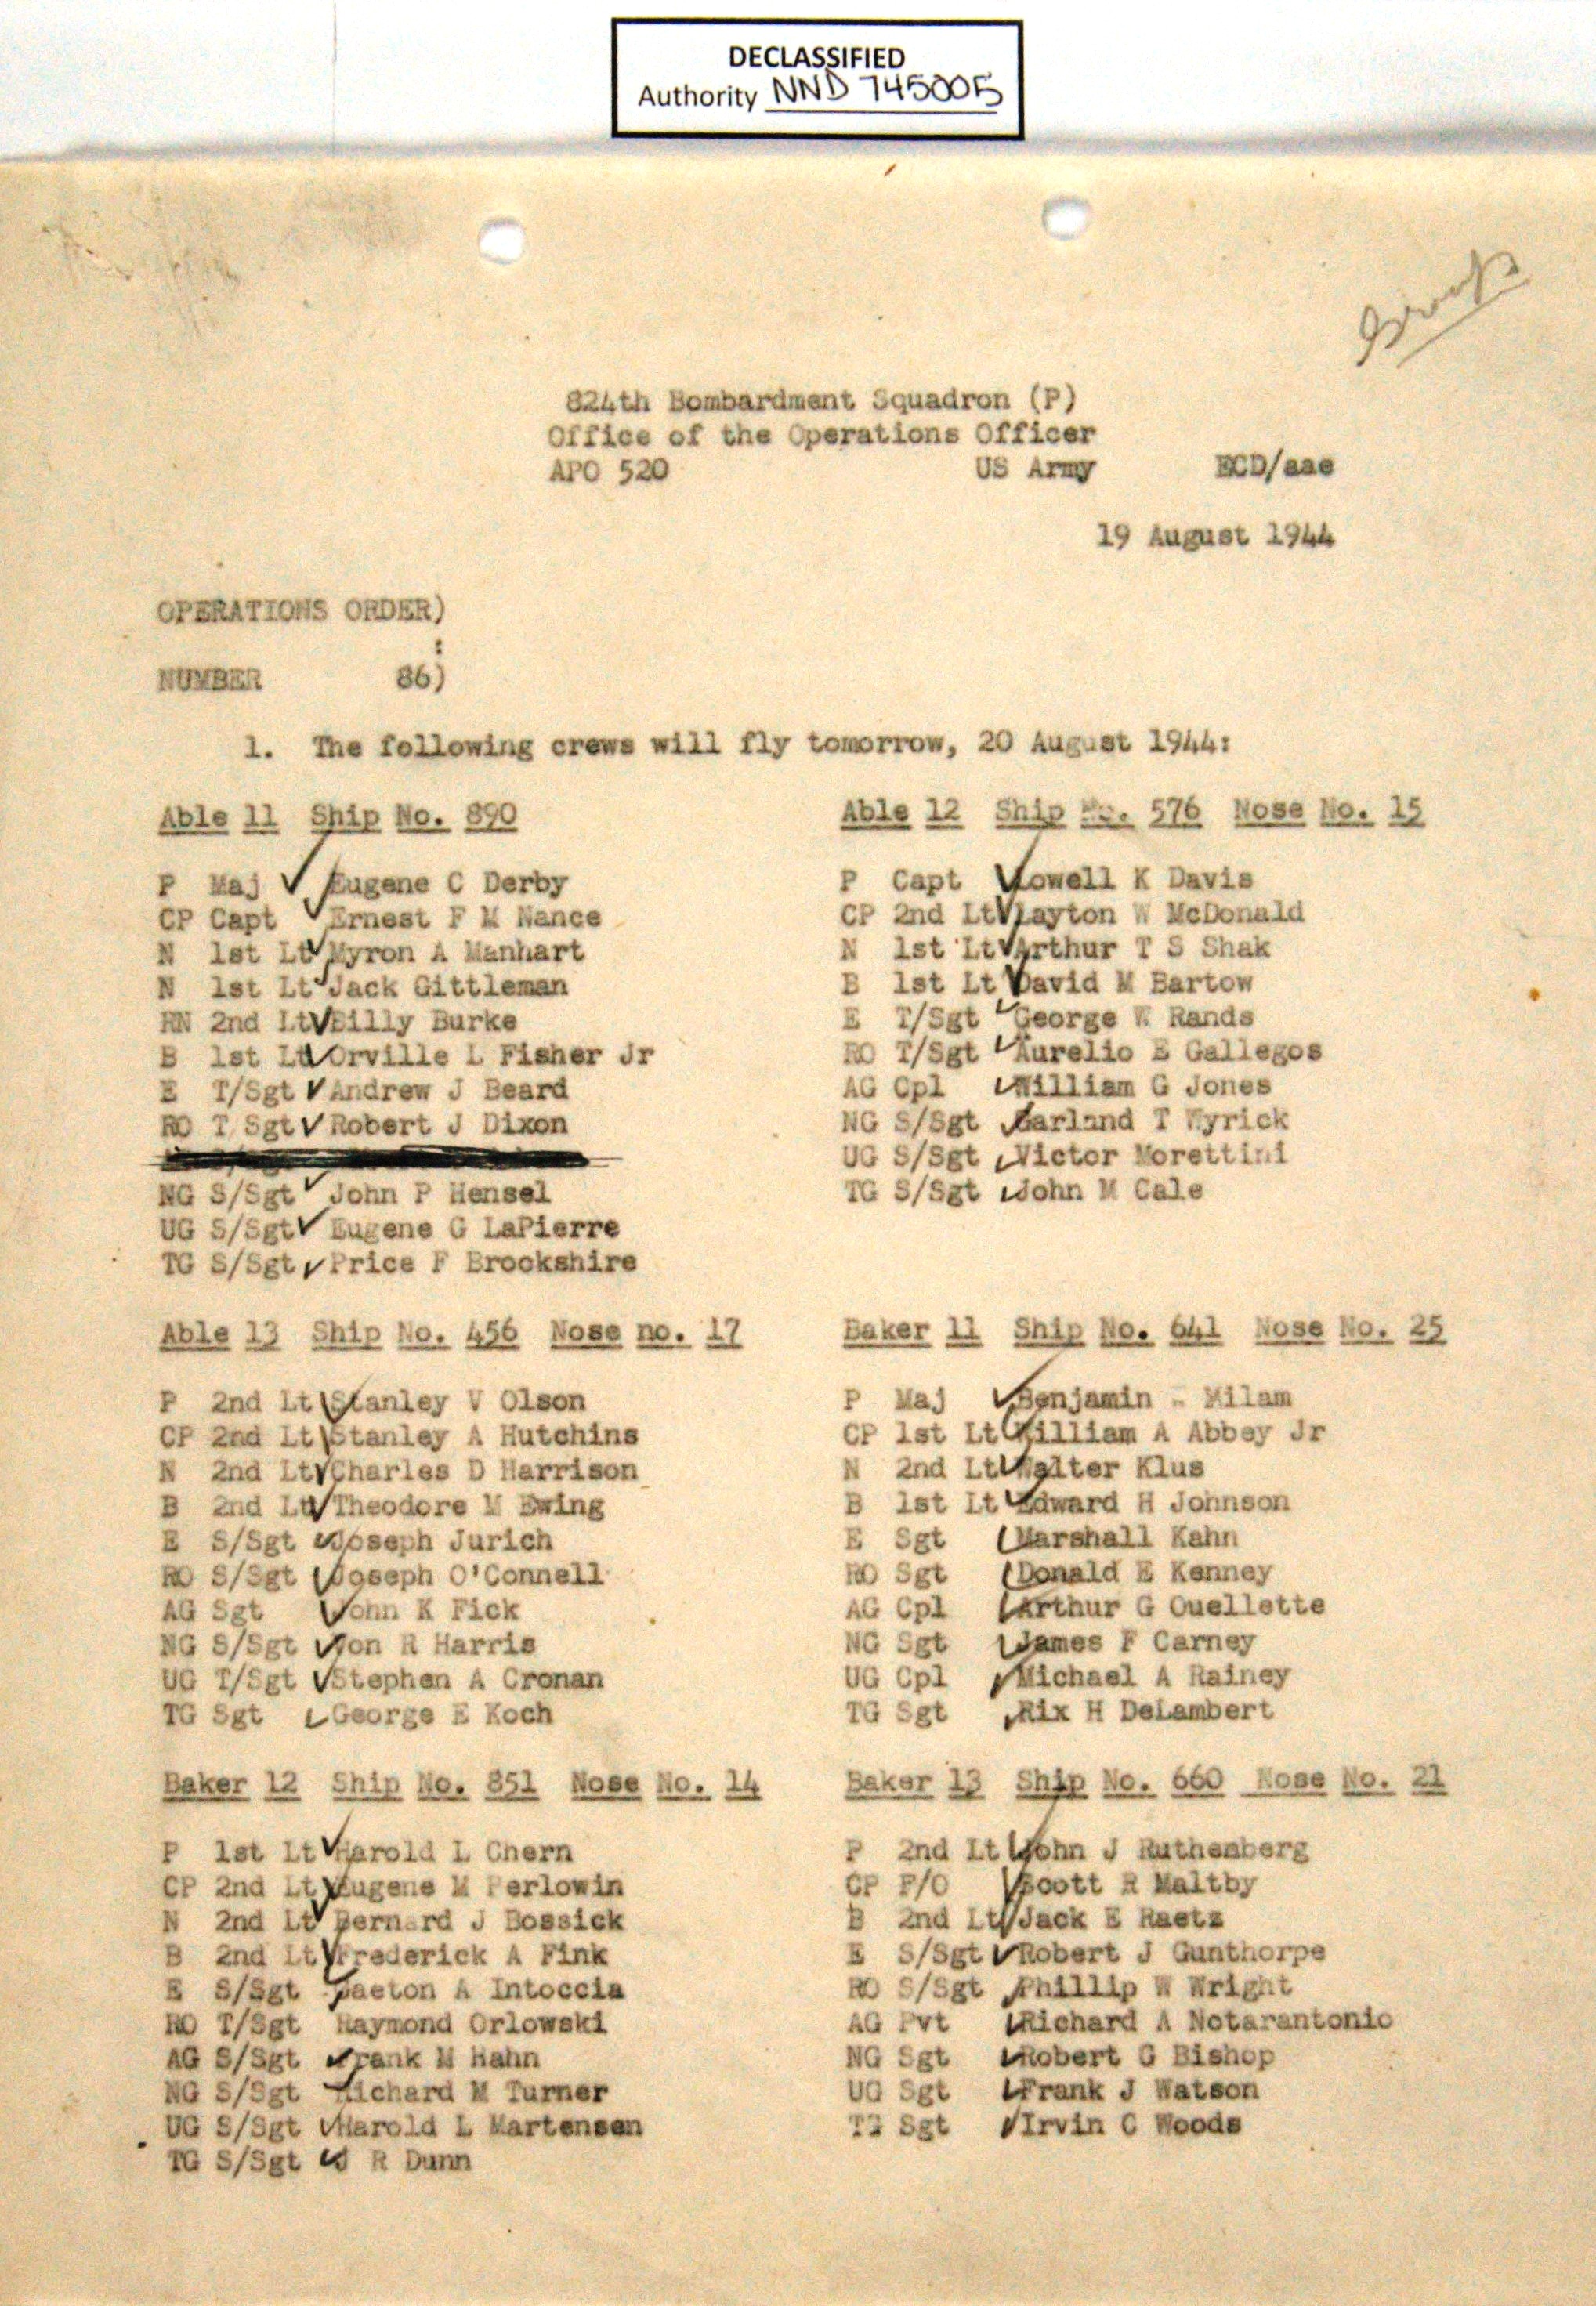 DECLASSIFIED
Authority NND 745005
824th Bombardment Squadron (P)
Office of the Operations Officer
APO 520 US Army ECD/aae
19 August 1944
OPERATIONS ORDER)
:
NUMBER 86)
1. The following crews will fly tomorrow, 20 August 1944:
Able 11 Ship No. 890
P Maj Eugene C Derby
CP Capt Ernest F M Nance
N 1st Lt Myron A Manhart
N 1st Lt Jack Gittleman
RN 2nd Lt Billy Burke
B 1st Lt Orville L Fisher Jr
E T/Sgt Andrew J Beard
RO T Sgt Robert J Dixon
NG S/Sgt John P Hensel
UG S/Sgt Eugene G LaPierre
TG S/Sgt Price F Brookshire
Able 12 Ship No. 576 Nose No. 15
P Capt Vowell K Davis
CP 2nd Lt Layton W McDonald
N 1st Lt Arthur T S Shak
B 1st Lt David M Bartow
E T/Sgt George Rands
RO T/Sgt Aurelio E Gallegos
AG Cpl William G Jones
NG S/Sgt Garland T Myrick
UG S/Sgt Victor Morettini
TG S/Sgt John M Cale
Able 13 Ship No. 456 Nose no. 17
P 2nd Lt Stanley V Olson
CP 2nd Lt Stanley A Hutchins
N 2nd Lt Charles D Harrison
B 2nd Lt Theodore M Ewing
E S/Sgt Joseph Jurich
RO S/Sgt Joseph O'Connell
AG Sgt John K Fick
NG S/Sgt Von R Harris
UG T/Sgt Stephen A Cronan
TG Sgt George E Koch
Baker 11 Ship No. 641 Nose No. 25
P Maj Benjamin - Milam
CP 1st Lt William A Abbey Jr
N 2nd Lt Walter Klus
B 1st Lt Edward H Johnson
E Sgt Marshall Kahn
RO Sgt Donald E Kenney
AG Cpl Arthur G Ouellette
NG Sgt James F Carney
UG Cpl Michael A Rainey
TG Sgt Rix H DeLambert
Baker 12 Ship No. 851 Nose No. 14
P 1st Lt Harold L Chern
CP 2nd Lt Eugene M Perlowin
N 2nd Lt Bernard J Bossick
B 2nd Lt Frederick A Fink
E S/Sgt Gaeton A Intoccia
RO T/Sgt Raymond Orlowski
AG S/Sgt Frank M Hahn
NG S/Sgt Richard M Turner
UG S/Sgt Harold L Martensen
TG S/Sgt R Dunn
Baker 13 Ship No. 660 Nose No. 21
P 2nd Lt John J Ruthenberg
CP F/O Scott R Maltby
B 2nd Lt Jack E Raetz
E S/Sgt Robert J Gunthorpe
RO S/Sgt Phillip W Wright
AG Pvt Richard A Notarantonio
NG Sgt Robert G Bishop
UG Sgt Frank J Watson
TG Sgt Irvin C Woods